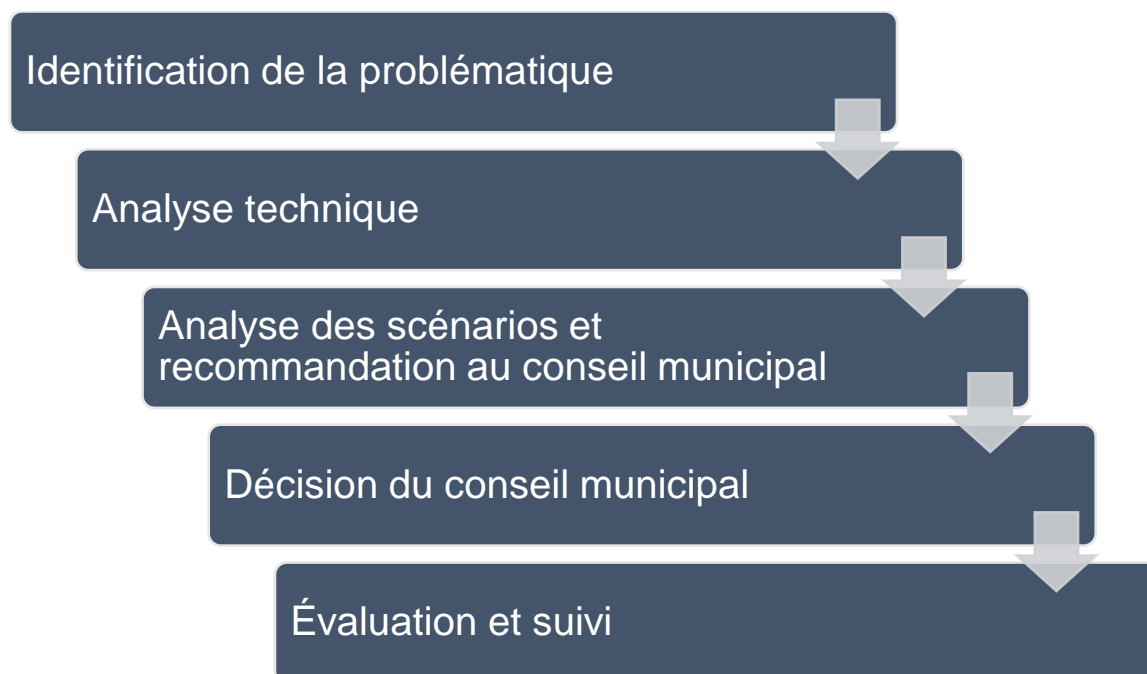 Identification de la problématique
Analyse technique
Analyse des scénarios et
recommandation au conseil municipal
Décision du conseil municipal
Évaluation et suivi